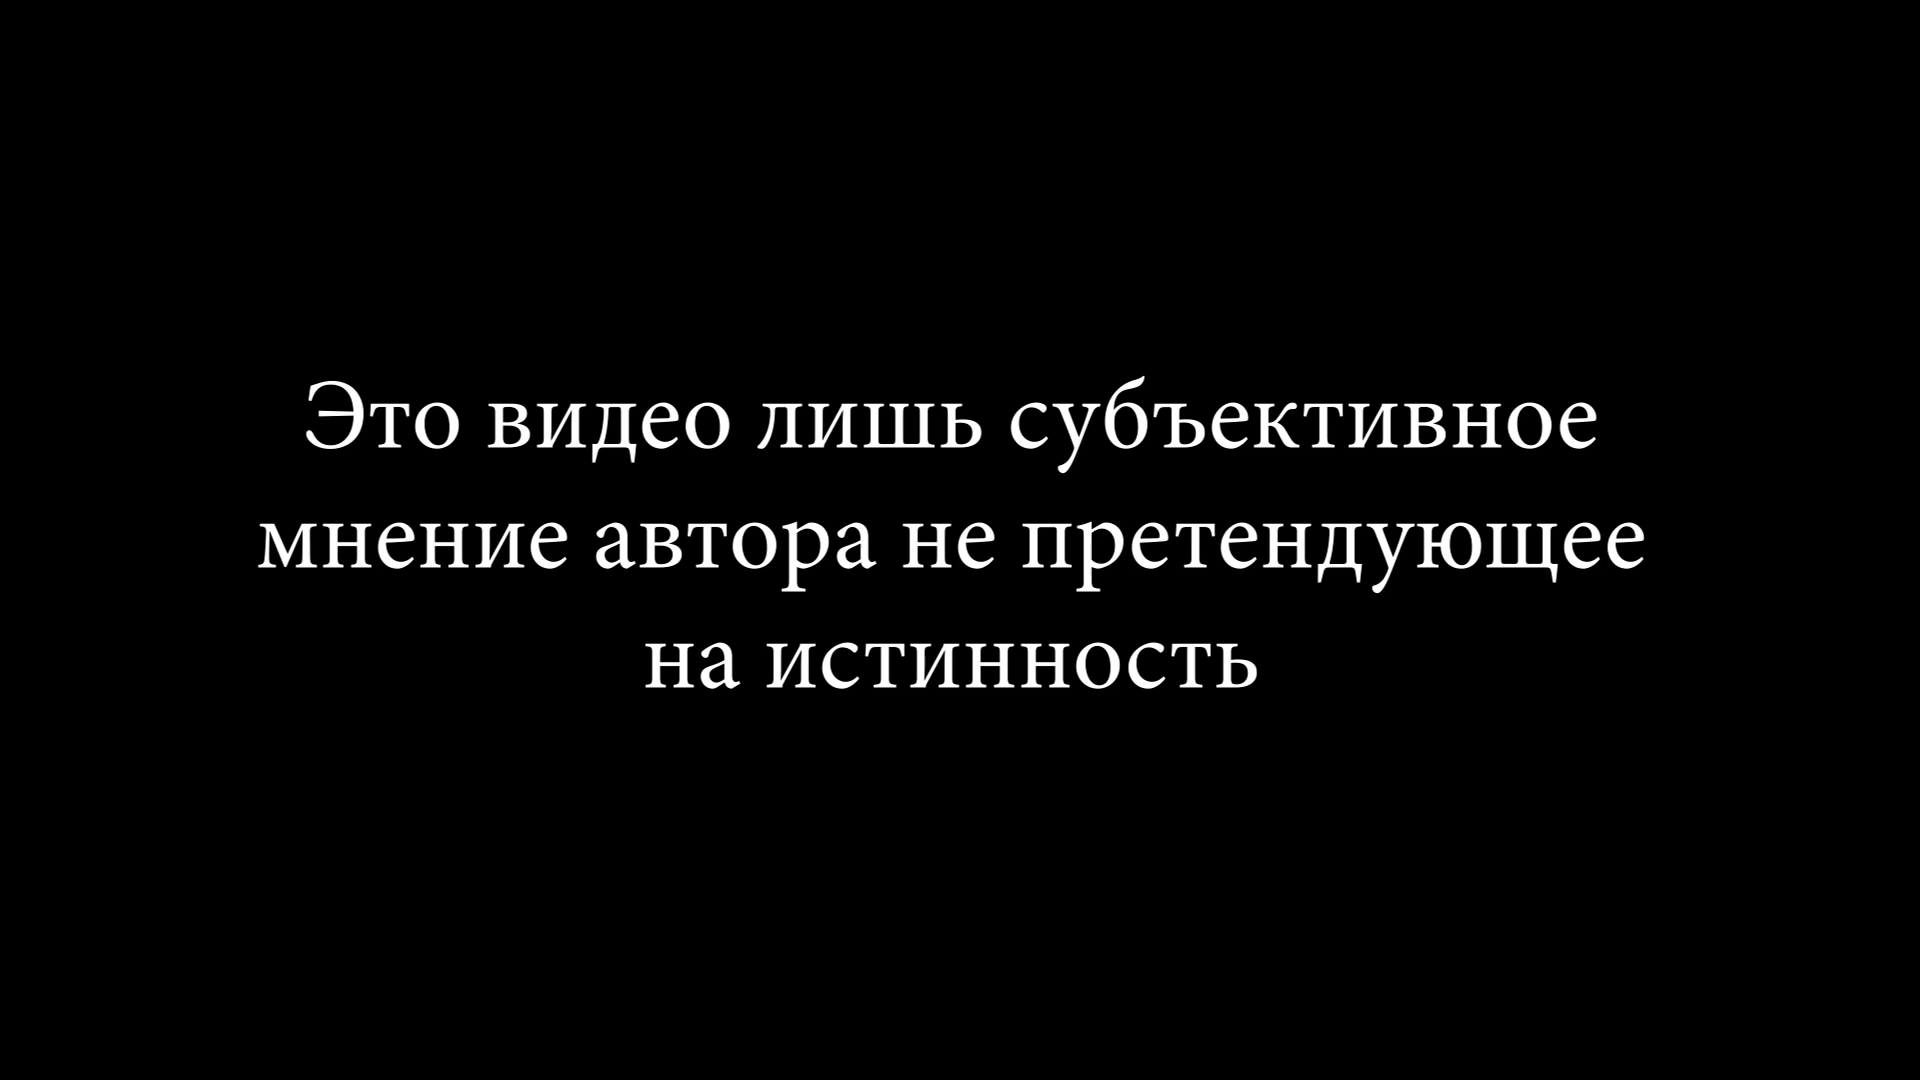 Это видео лишь субъективное
мнение автора не претендующее
на истинность